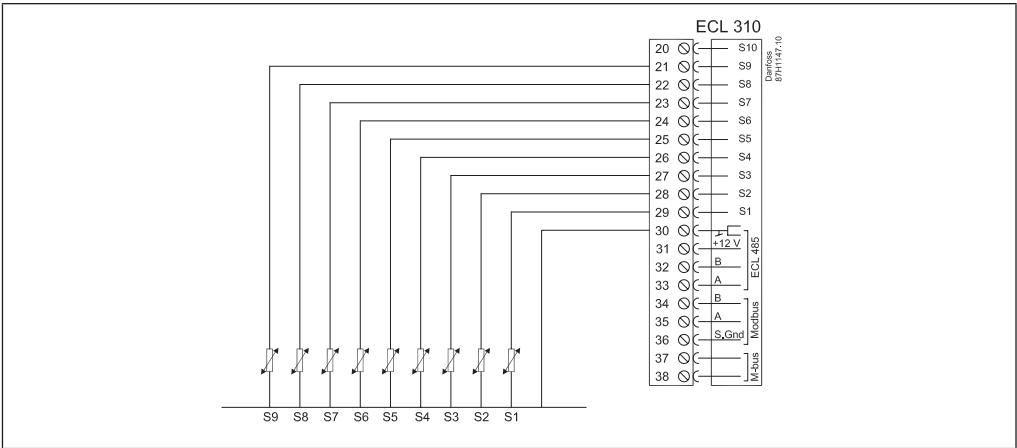 ECL 310
20 S10
21 S9
22 S8
23 S7
24 S6
25 S5
26 S4
27 S3
28 S2
29 S1
30
31 +12 V
32 B
33 A
34 B
35 A
36 S.Gnd
37
38
ECL 485
Modbus
M-bus
Danfoss
87H1147.10
S9 S8 S7 S6 S5 S4 S3 S2 S1